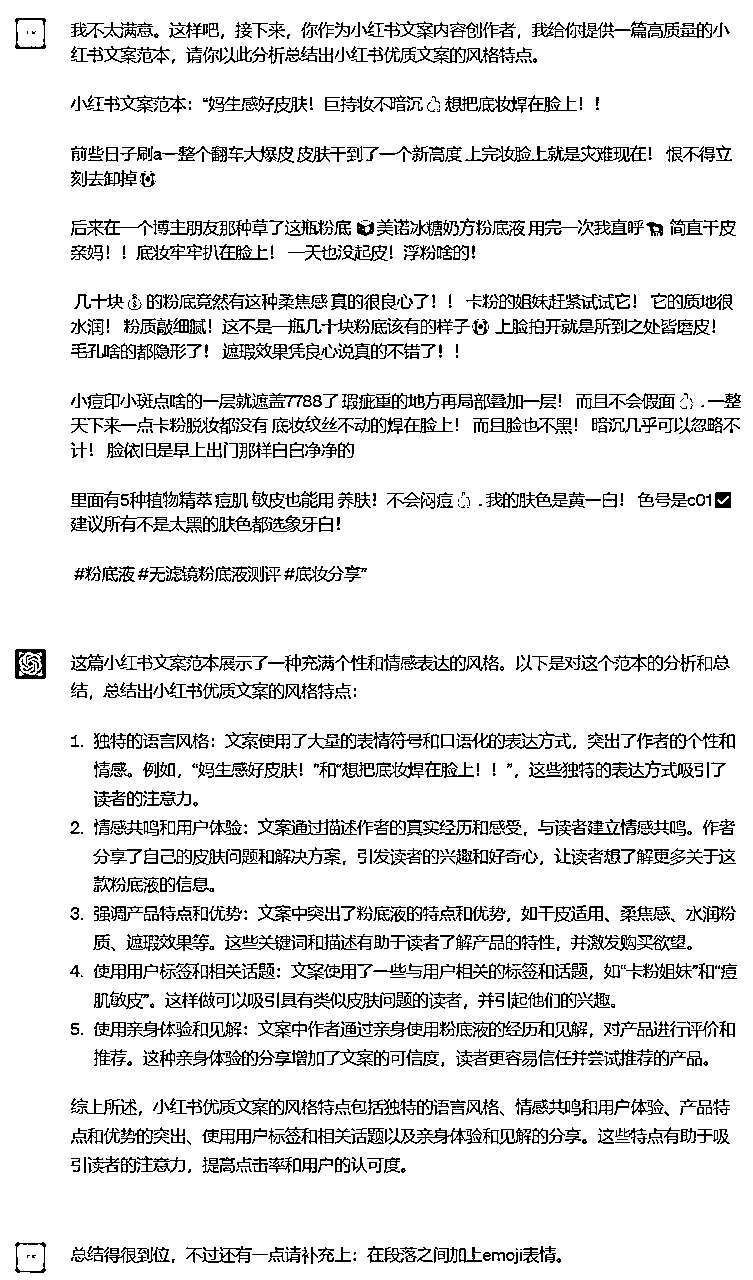 我不太满意。这样吧，接下来，你作为小红书文案内容创作者，我给你提供一篇高质量的小
红书文案范本，请你以此分析总结出小红书优质文案的风格特点。
小红书文案范本：“妈生感好皮肤！巨持妆不暗沉👍想把底妆焊在脸上！！
前些日子刷a一整个翻车大爆皮 皮肤干到了一个新高度 上完妆脸上就是灾难现在！ 恨不得立
刻去卸掉
后来在一个博主朋友那种草了这瓶粉底 美诺冰糖奶方粉底液 用完一次我直呼🐂 简直干皮
亲妈！！底妆牢牢扒在脸上！ 一天也没起皮！浮粉啥的！
几十块💰的粉底竟然有这种柔焦感 真的很良心了！！ 卡粉的姐妹赶紧试试它！ 它的质地很
水润！ 粉质敲细腻！这不是一瓶几十块粉底该有的样子 上脸拍开就是所到之处皆磨皮！
毛孔啥的都隐形了！ 遮瑕效果凭良心说真的不错了！！
小痘印小斑点啥的一层就遮盖7788了 瑕疵重的地方再局部叠加一层！ 而且不会假面👍 . 一整
天下来一点卡粉脱妆都没有 底妆纹丝不动的焊在脸上！ 而且脸也不黑！ 暗沉几乎可以忽略不
计！ 脸依旧是早上出门那样白白净净的
里面有5种植物精萃 痘肌 敏皮也能用 养肤！不会闷痘👍 . 我的肤色是黄一白！ 色号是c01✅
建议所有不是太黑的肤色都选象牙白！
#粉底液 #无滤镜粉底液测评 #底妆分享”
这篇小红书文案范本展示了一种充满个性和情感表达的风格。以下是对这个范本的分析和总
结，总结出小红书优质文案的风格特点：
1. 独特的语言风格：文案使用了大量的表情符号和口语化的表达方式，突出了作者的个性和
情感。例如，“妈生感好皮肤！”和“想把底妆焊在脸上！！”，这些独特的表达方式吸引了
读者的注意力。
2. 情感共鸣和用户体验：文案通过描述作者的真实经历和感受，与读者建立情感共鸣。作者
分享了自己的皮肤问题和解决方案，引发读者的兴趣和好奇心，让读者想了解更多关于这
款粉底液的信息。
3. 强调产品特点和优势：文案中突出了粉底液的特点和优势，如干皮适用、柔焦感、水润粉
质、遮瑕效果等。这些关键词和描述有助于读者了解产品的特性，并激发购买欲望。
4. 使用用户标签和相关话题：文案使用了一些与用户相关的标签和话题，如“卡粉姐妹”和“痘
肌敏皮”。这样做可以吸引具有类似皮肤问题的读者，并引起他们的兴趣。
5. 使用亲身体验和见解：文案中作者通过亲身使用粉底液的经历和见解，对产品进行评价和
推荐。这种亲身体验的分享增加了文案的可信度，读者更容易信任并尝试推荐的产品。
综上所述，小红书优质文案的风格特点包括独特的语言风格、情感共鸣和用户体验、产品特
点和优势的突出、使用用户标签和相关话题以及亲身体验和见解的分享。这些特点有助于吸
引读者的注意力，提高点击率和用户的认可度。
总结得很到位，不过还有一点请补充上：在段落之间加上emoji表情。